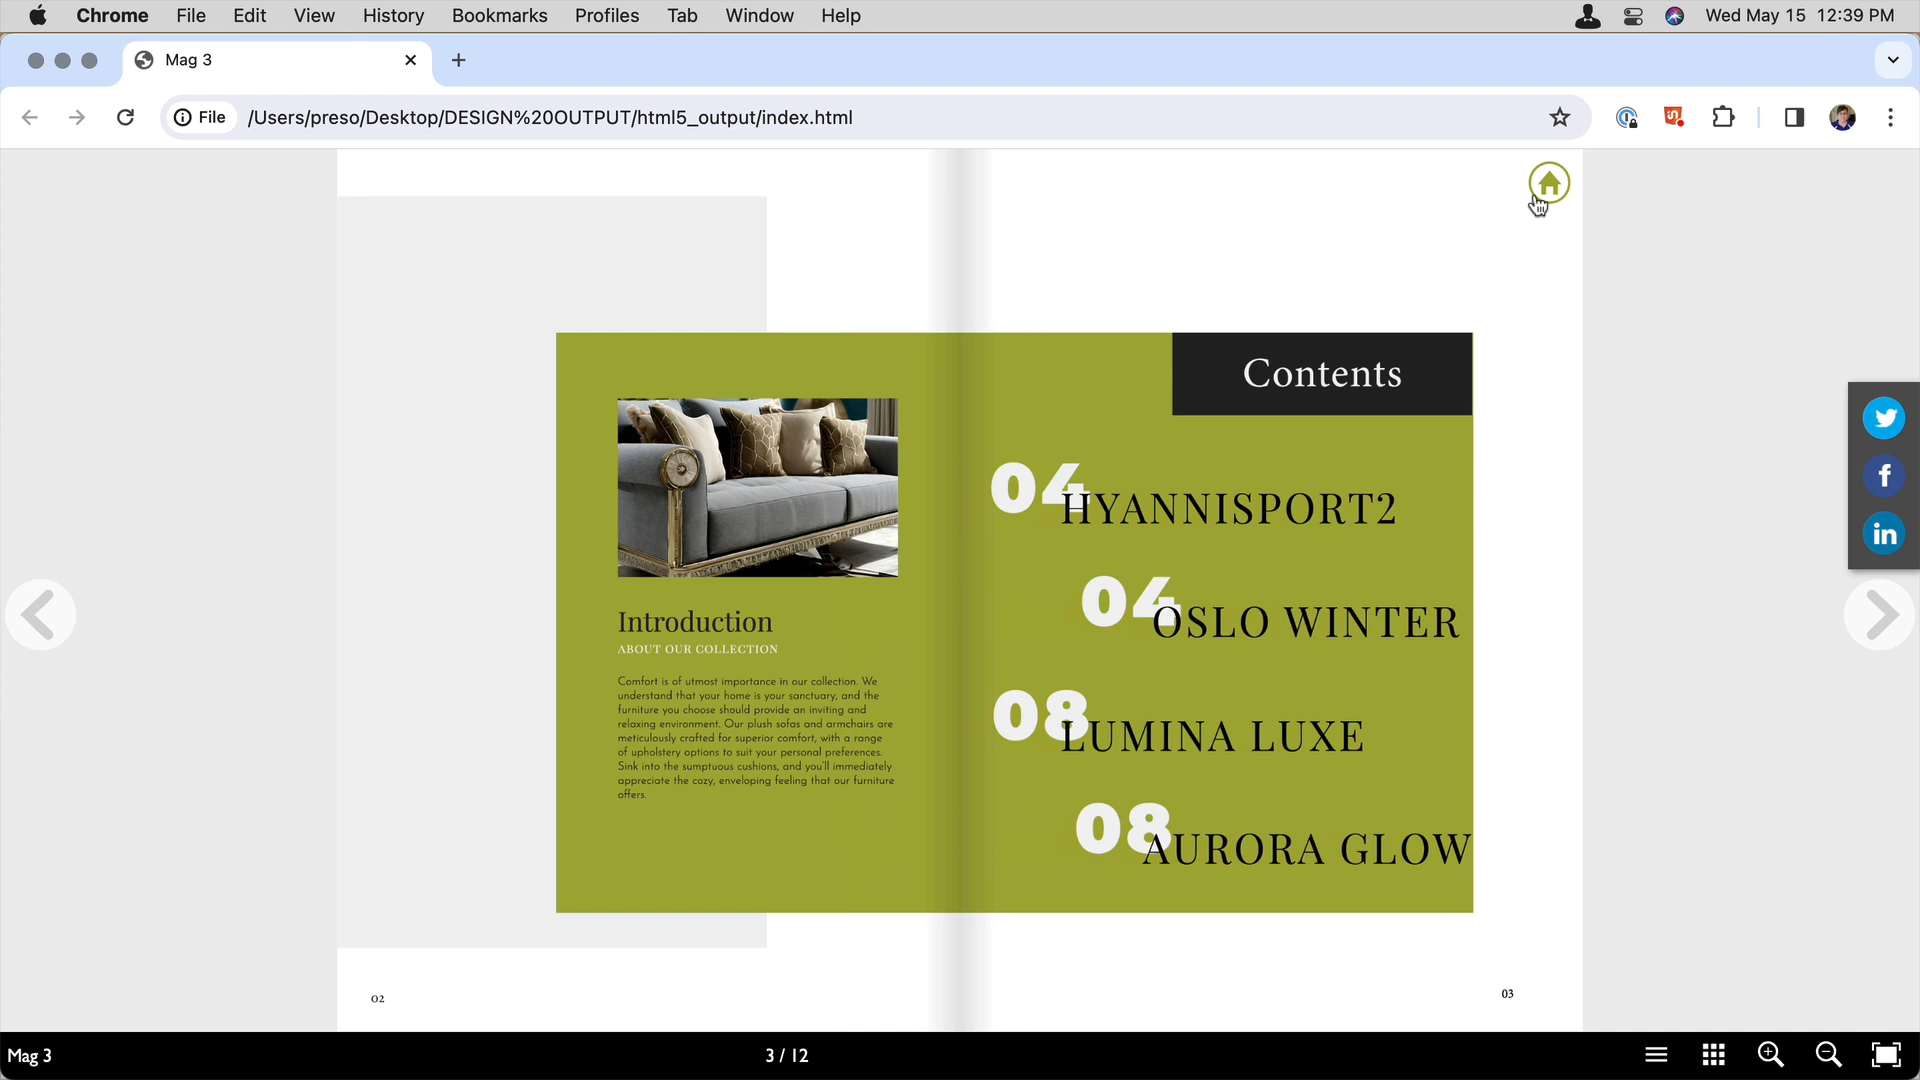 Chrome File Edit View History Bookmarks Profiles Tab Window Help Wed May 15 12:39 PM
Mag 3
File /Users/preso/Desktop/DESIGN%20OUTPUT/html5_output/index.html
Introduction
ABOUT OUR COLLECTION
Comfort is of utmost importance in our collection. We
understand that your home is your sanctuary, and the
furniture you choose should provide an inviting and
relaxing environment. Our plush sofas and armchairs are
meticulously crafted for superior comfort, with a range
of upholstery options to suit your personal preferences.
Sink into the sumptuous cushions, and you'll immediately
appreciate the cozy, enveloping feeling that our furniture
offers.
02
Contents
04
HYANNISPORT2
04
OSLO WINTER
08
LUMINA LUXE
08
AURORA GLOW
03
f
in
Mag 3
3 / 12